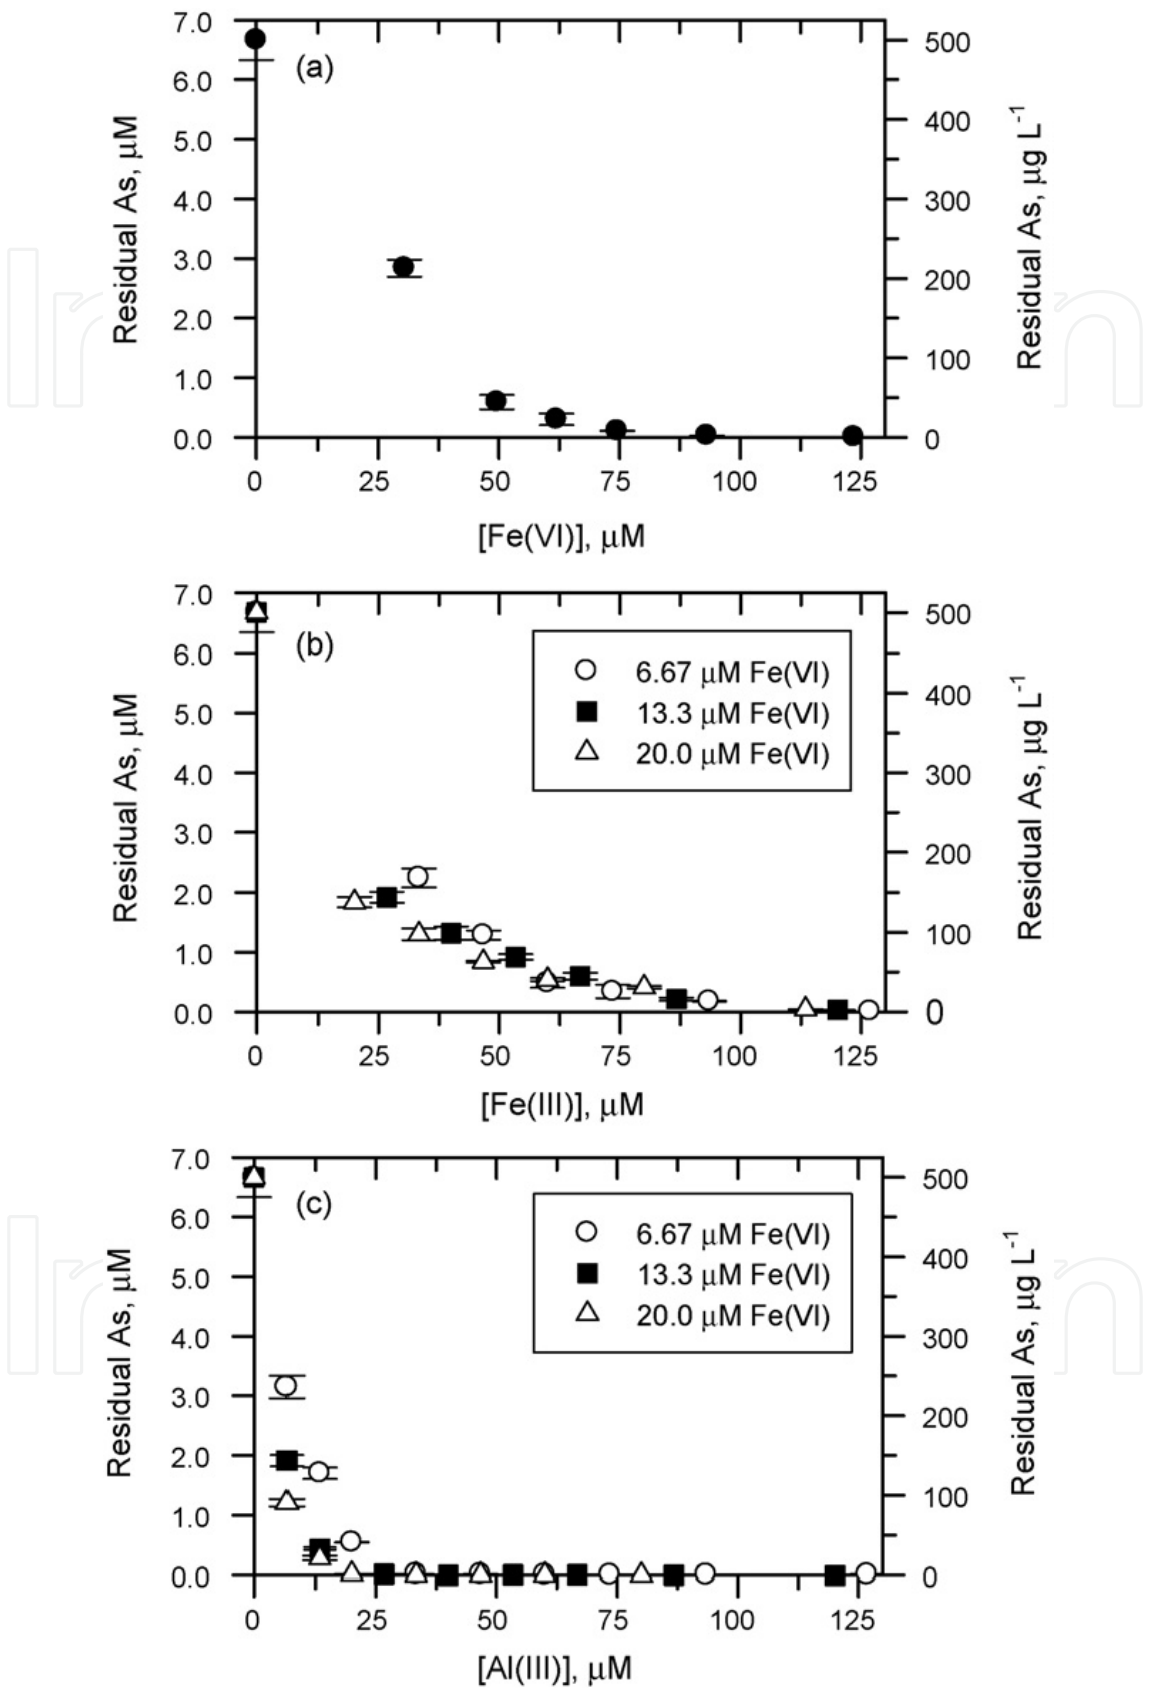 (a)
Residual As, μM
7.0
6.0
5.0
4.0
3.0
2.0
1.0
0.0
500
400
300
200
100
0
Residual As, μg L-1
0 25 50 75 100 125
[Fe(VI)], μM
(b)
Residual As, μM
7.0
6.0
5.0
4.0
3.0
2.0
1.0
0.0
6.67 μM Fe(VI)
13.3 μM Fe(VI)
20.0 μM Fe(VI)
500
400
300
200
100
0
Residual As, μg L-1
0 25 50 75 100 125
[Fe(III)], μM
(c)
Residual As, μM
7.0
6.0
5.0
4.0
3.0
2.0
1.0
0.0
6.67 μM Fe(VI)
13.3 μM Fe(VI)
20.0 μM Fe(VI)
500
400
300
200
100
0
Residual As, μg L-1
0 25 50 75 100 125
[Al(III)], μM